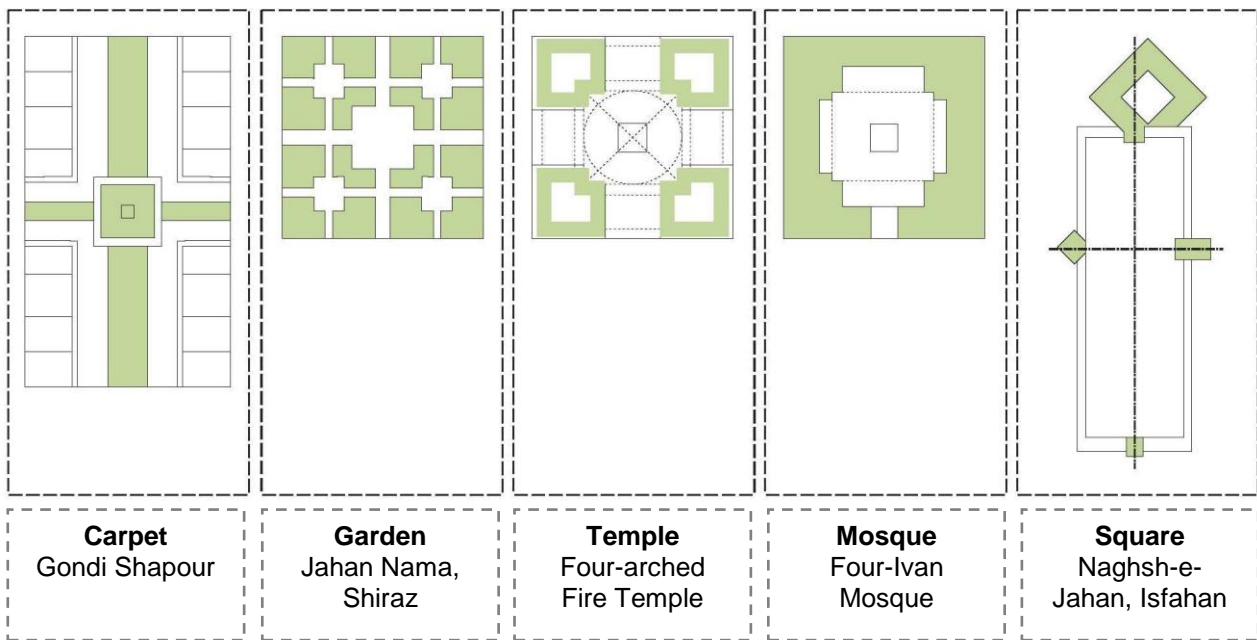 Carpet
Gondi Shapour
Garden
Jahan Nama,
Shiraz
Temple
Four-arched
Fire Temple
Mosque
Four-Ivan
Mosque
Square
Naghsh-e-
Jahan, Isfahan